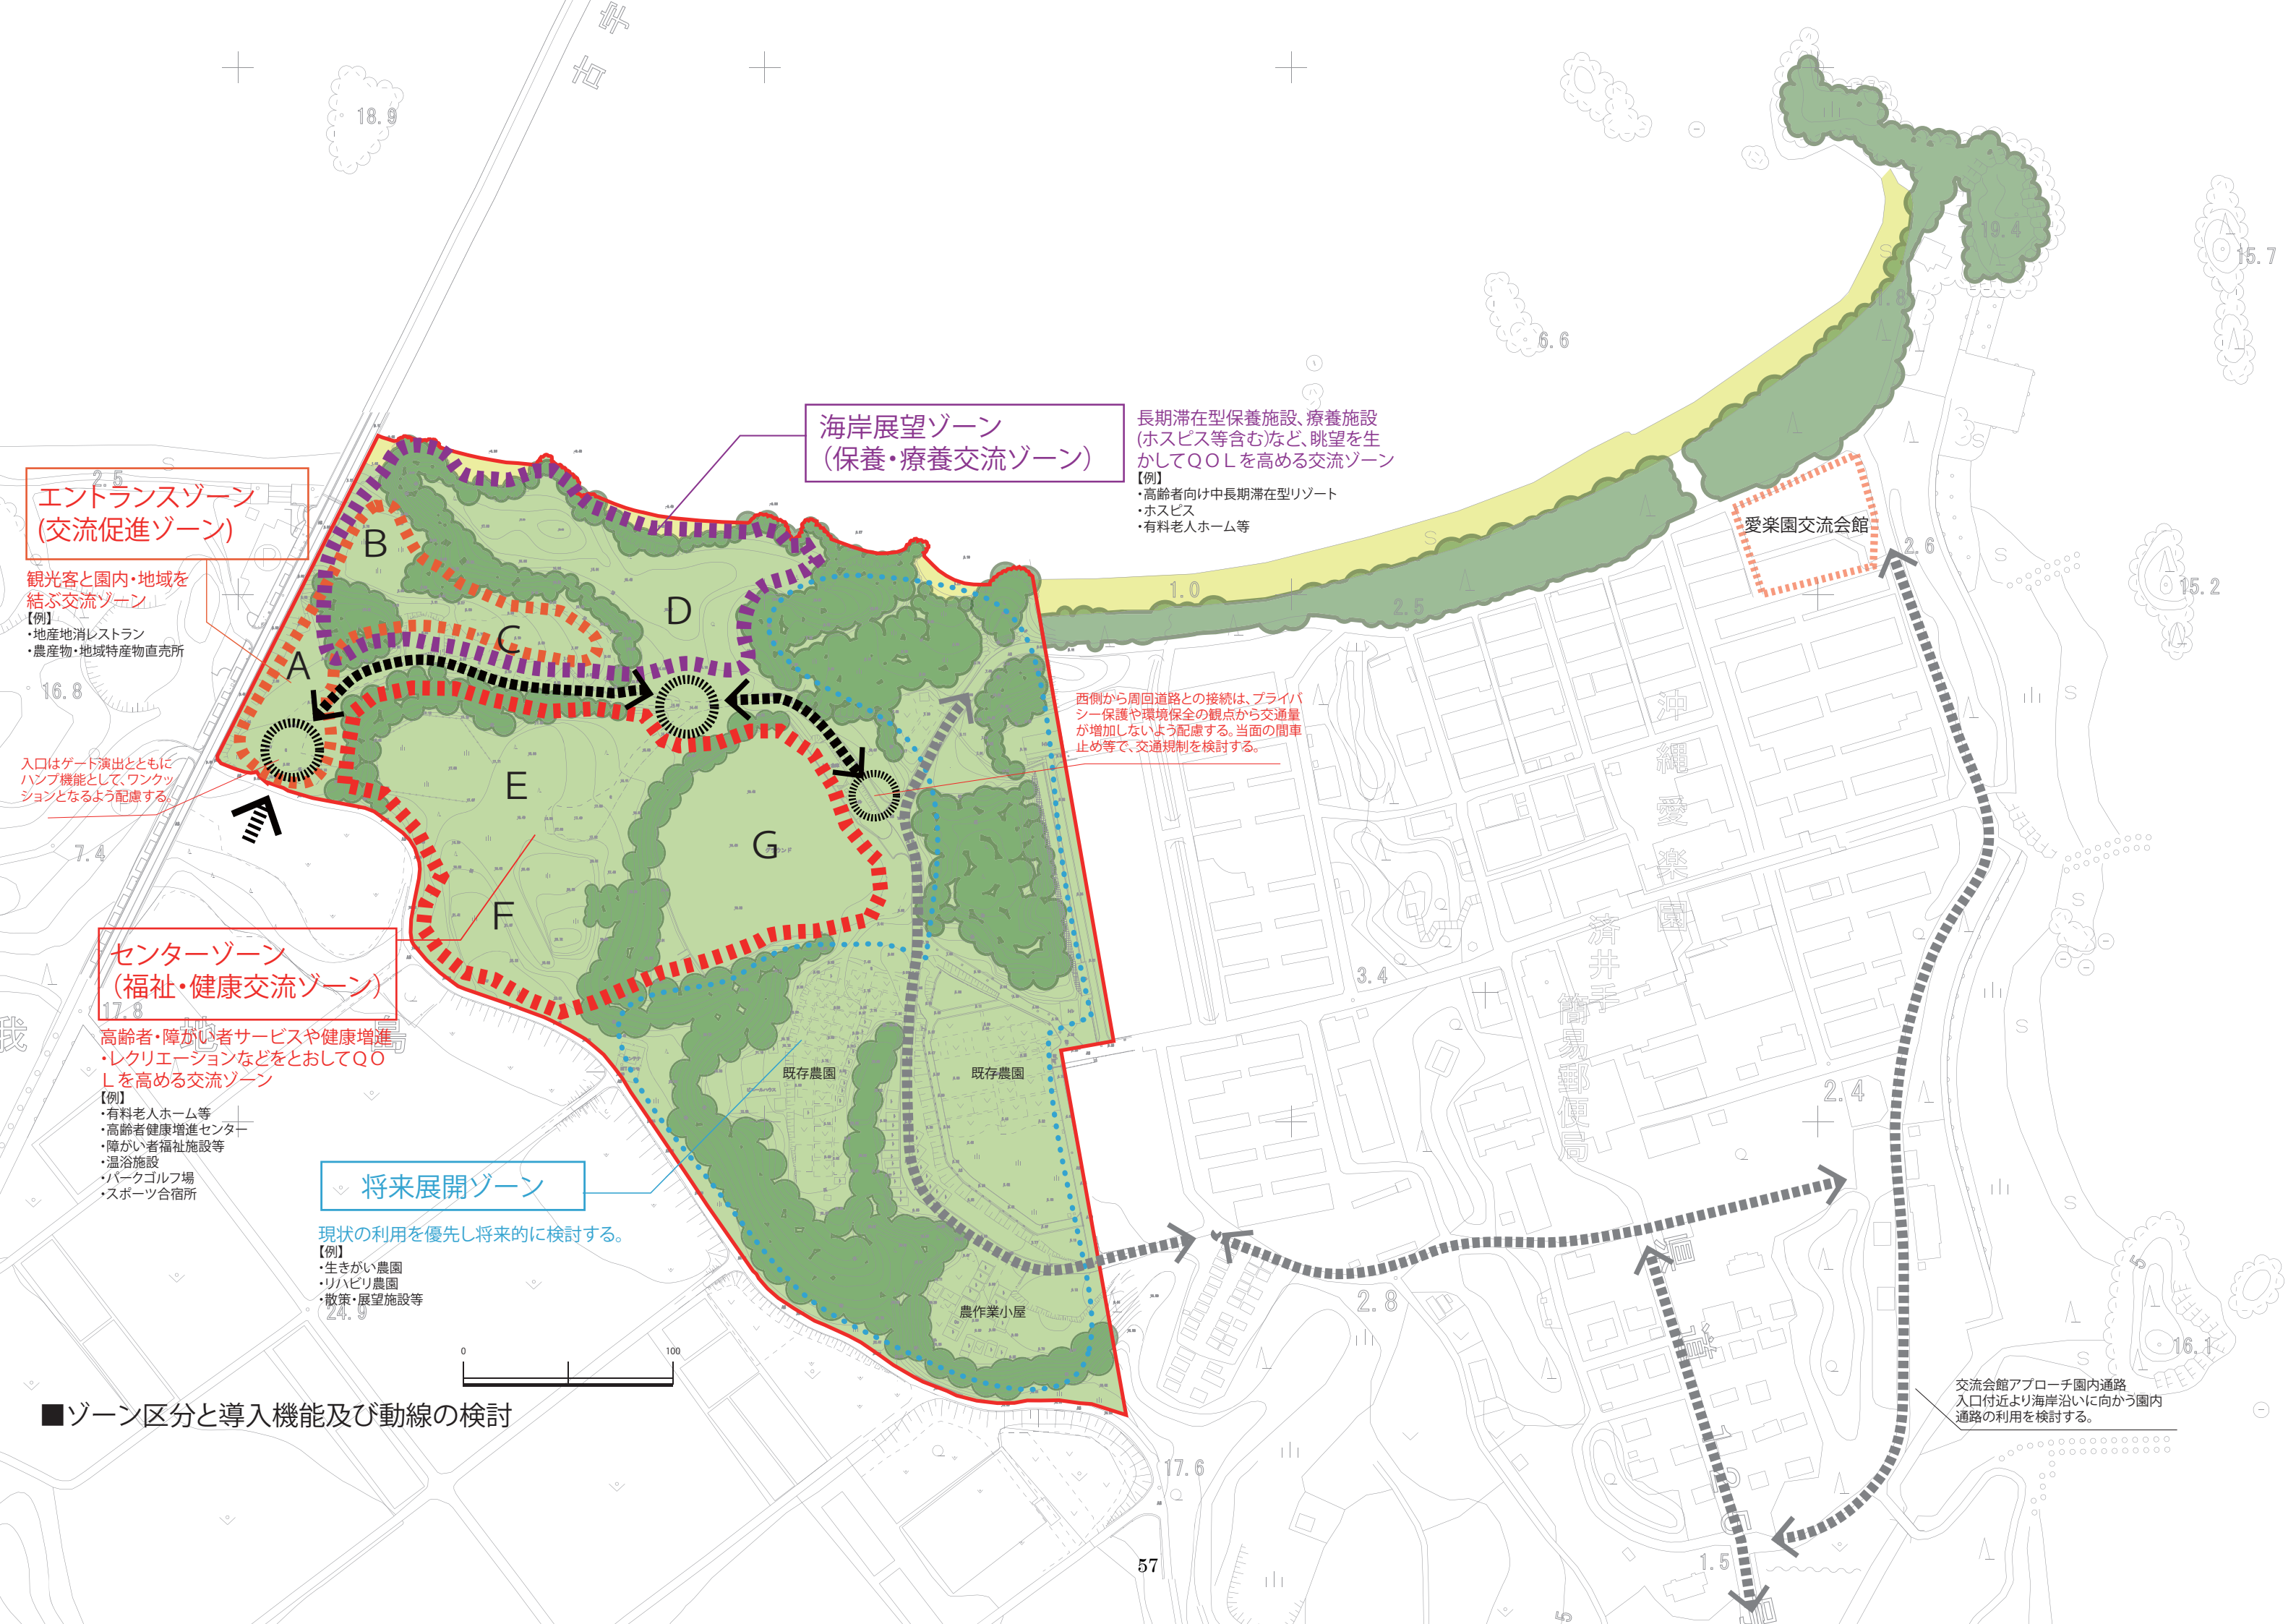 古宇
18.9
19.4
15.7
1.8
6.6
海岸展望ゾーン
（保養・療養交流ゾーン）
長期滞在型保養施設、療養施設
(ホスピス等含む)など、眺望を生
かしてＱＯＬを高める交流ゾーン
【例】
・高齢者向け中長期滞在型リゾート
・ホスピス
・有料老人ホーム等
2.5
エントランスゾーン
(交流促進ゾーン)
観光客と園内・地域を
結ぶ交流ゾーン
【例】
・地産地消レストラン
・農産物・地域特産物直売所
愛楽園交流会館
2.6
15.2
1.0
2.5
A
B
C
D
E
F
G
グラウンド
16.8
入口はゲート演出とともに
ハンプ機能として、ワンクッ
ションとなるよう配慮する。
7.4
西側から周回道路との接続は、プライバ
シー保護や環境保全の観点から交通量
が増加しないよう配慮する。当面の間車
止め等で、交通規制を検討する。
沖縄愛楽園
済井手
簡易郵便局
3.4
センターゾーン
（福祉・健康交流ゾーン）
17.8
我
地
島
高齢者・障がい者サービスや健康増進
・レクリエーションなどをとおしてＱＯ
Ｌを高める交流ゾーン
【例】
・有料老人ホーム等
・高齢者健康増進センター
・障がい者福祉施設等
・温浴施設
・パークゴルフ場
・スポーツ合宿所
既存農園
既存農園
ビニールハウス
2.4
将来展開ゾーン
現状の利用を優先し将来的に検討する。
【例】
・生きがい農園
・リハビリ農園
・散策・展望施設等
24.9
農作業小屋
2.8
16.1
0
100
交流会館アプローチ園内通路
入口付近より海岸沿いに向かう園内
通路の利用を検討する。
■ゾーン区分と導入機能及び動線の検討
17.6
1.5
57